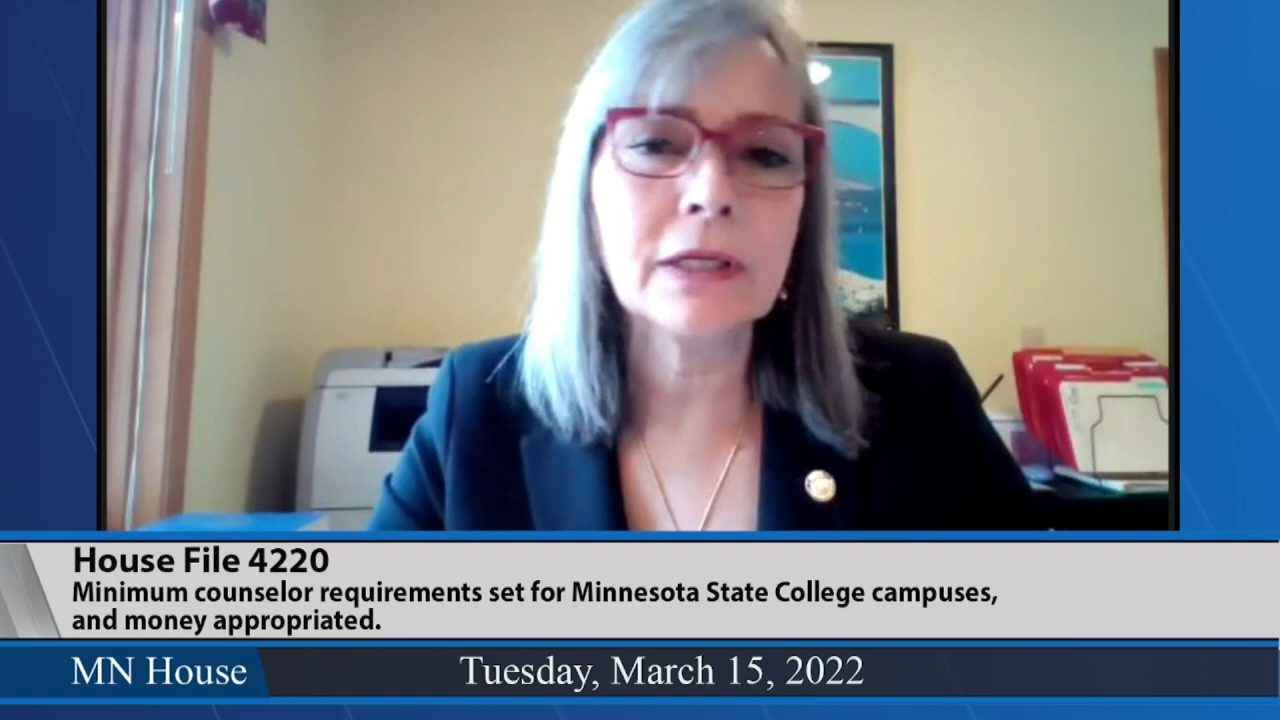 House File 4220
Minimum counselor requirements set for Minnesota State College campuses,
and money appropriated.
MN House
Tuesday, March 15, 2022